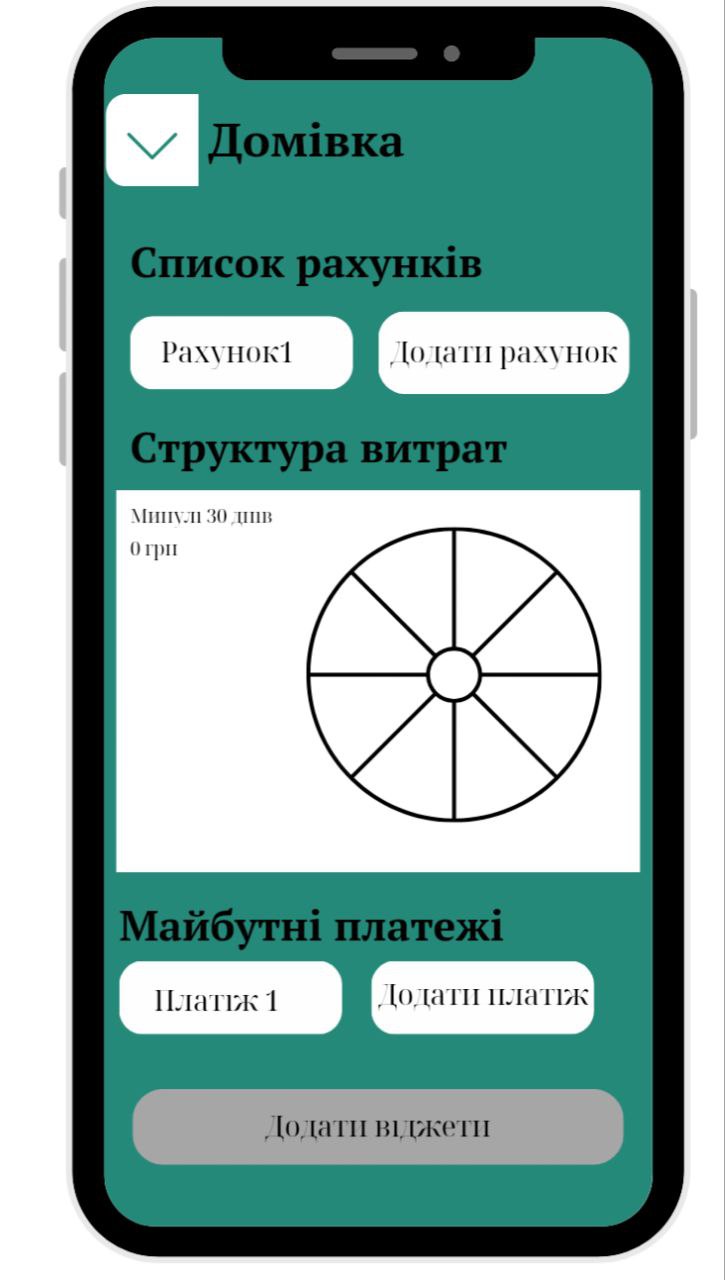 Домівка
Список рахунків
Рахунок1
Додати рахунок
Структура витрат
Минулі 30 днів
0 грн
Майбутні платежі
Платіж 1
Додати платіж
Додати віджети